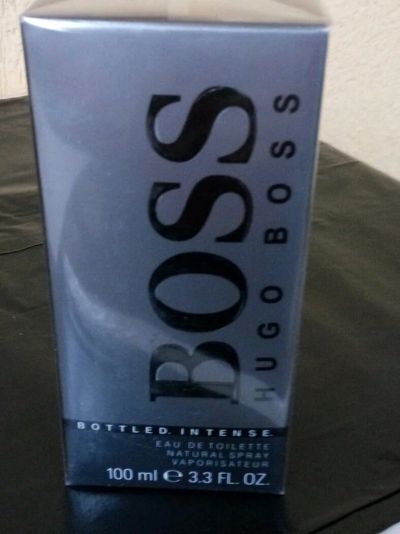 BOSS
HUGO BOSS
BOTTLED. INTENSE.
EAU DE TOILETTE
NATURAL SPRAY
VAPORISATEUR
100 ml ℮ 3.3 FL. OZ.